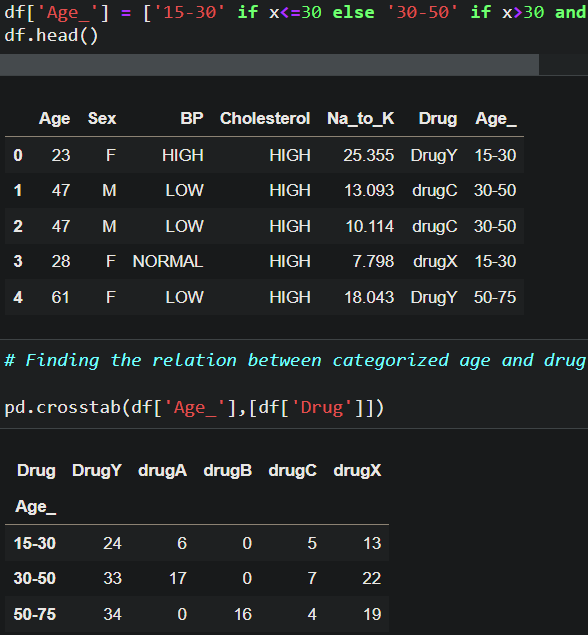 df['Age_'] = ['15-30' if x<=30 else '30-50' if x>30 and
df.head()
Age Sex BP Cholesterol Na_to_K Drug Age_
0 23 F HIGH HIGH 25.355 DrugY 15-30
1 47 M LOW HIGH 13.093 drugC 30-50
2 47 M LOW HIGH 10.114 drugC 30-50
3 28 F NORMAL HIGH 7.798 drugX 15-30
4 61 F LOW HIGH 18.043 DrugY 50-75
# Finding the relation between categorized age and drug
pd.crosstab(df['Age_'],[df['Drug']])
Drug DrugY drugA drugB drugC drugX
Age_
15-30 24 6 0 5 13
30-50 33 17 0 7 22
50-75 34 0 16 4 19